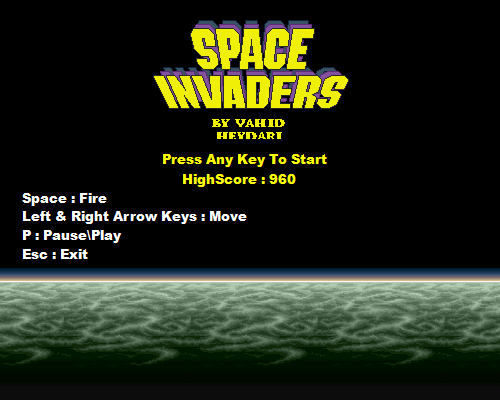 SPACE
INVADERS
BY VAHID
HEYDARI
Press Any Key To Start
HighScore : 960
Space : Fire
Left & Right Arrow Keys : Move
P : Pause\Play
Esc : Exit